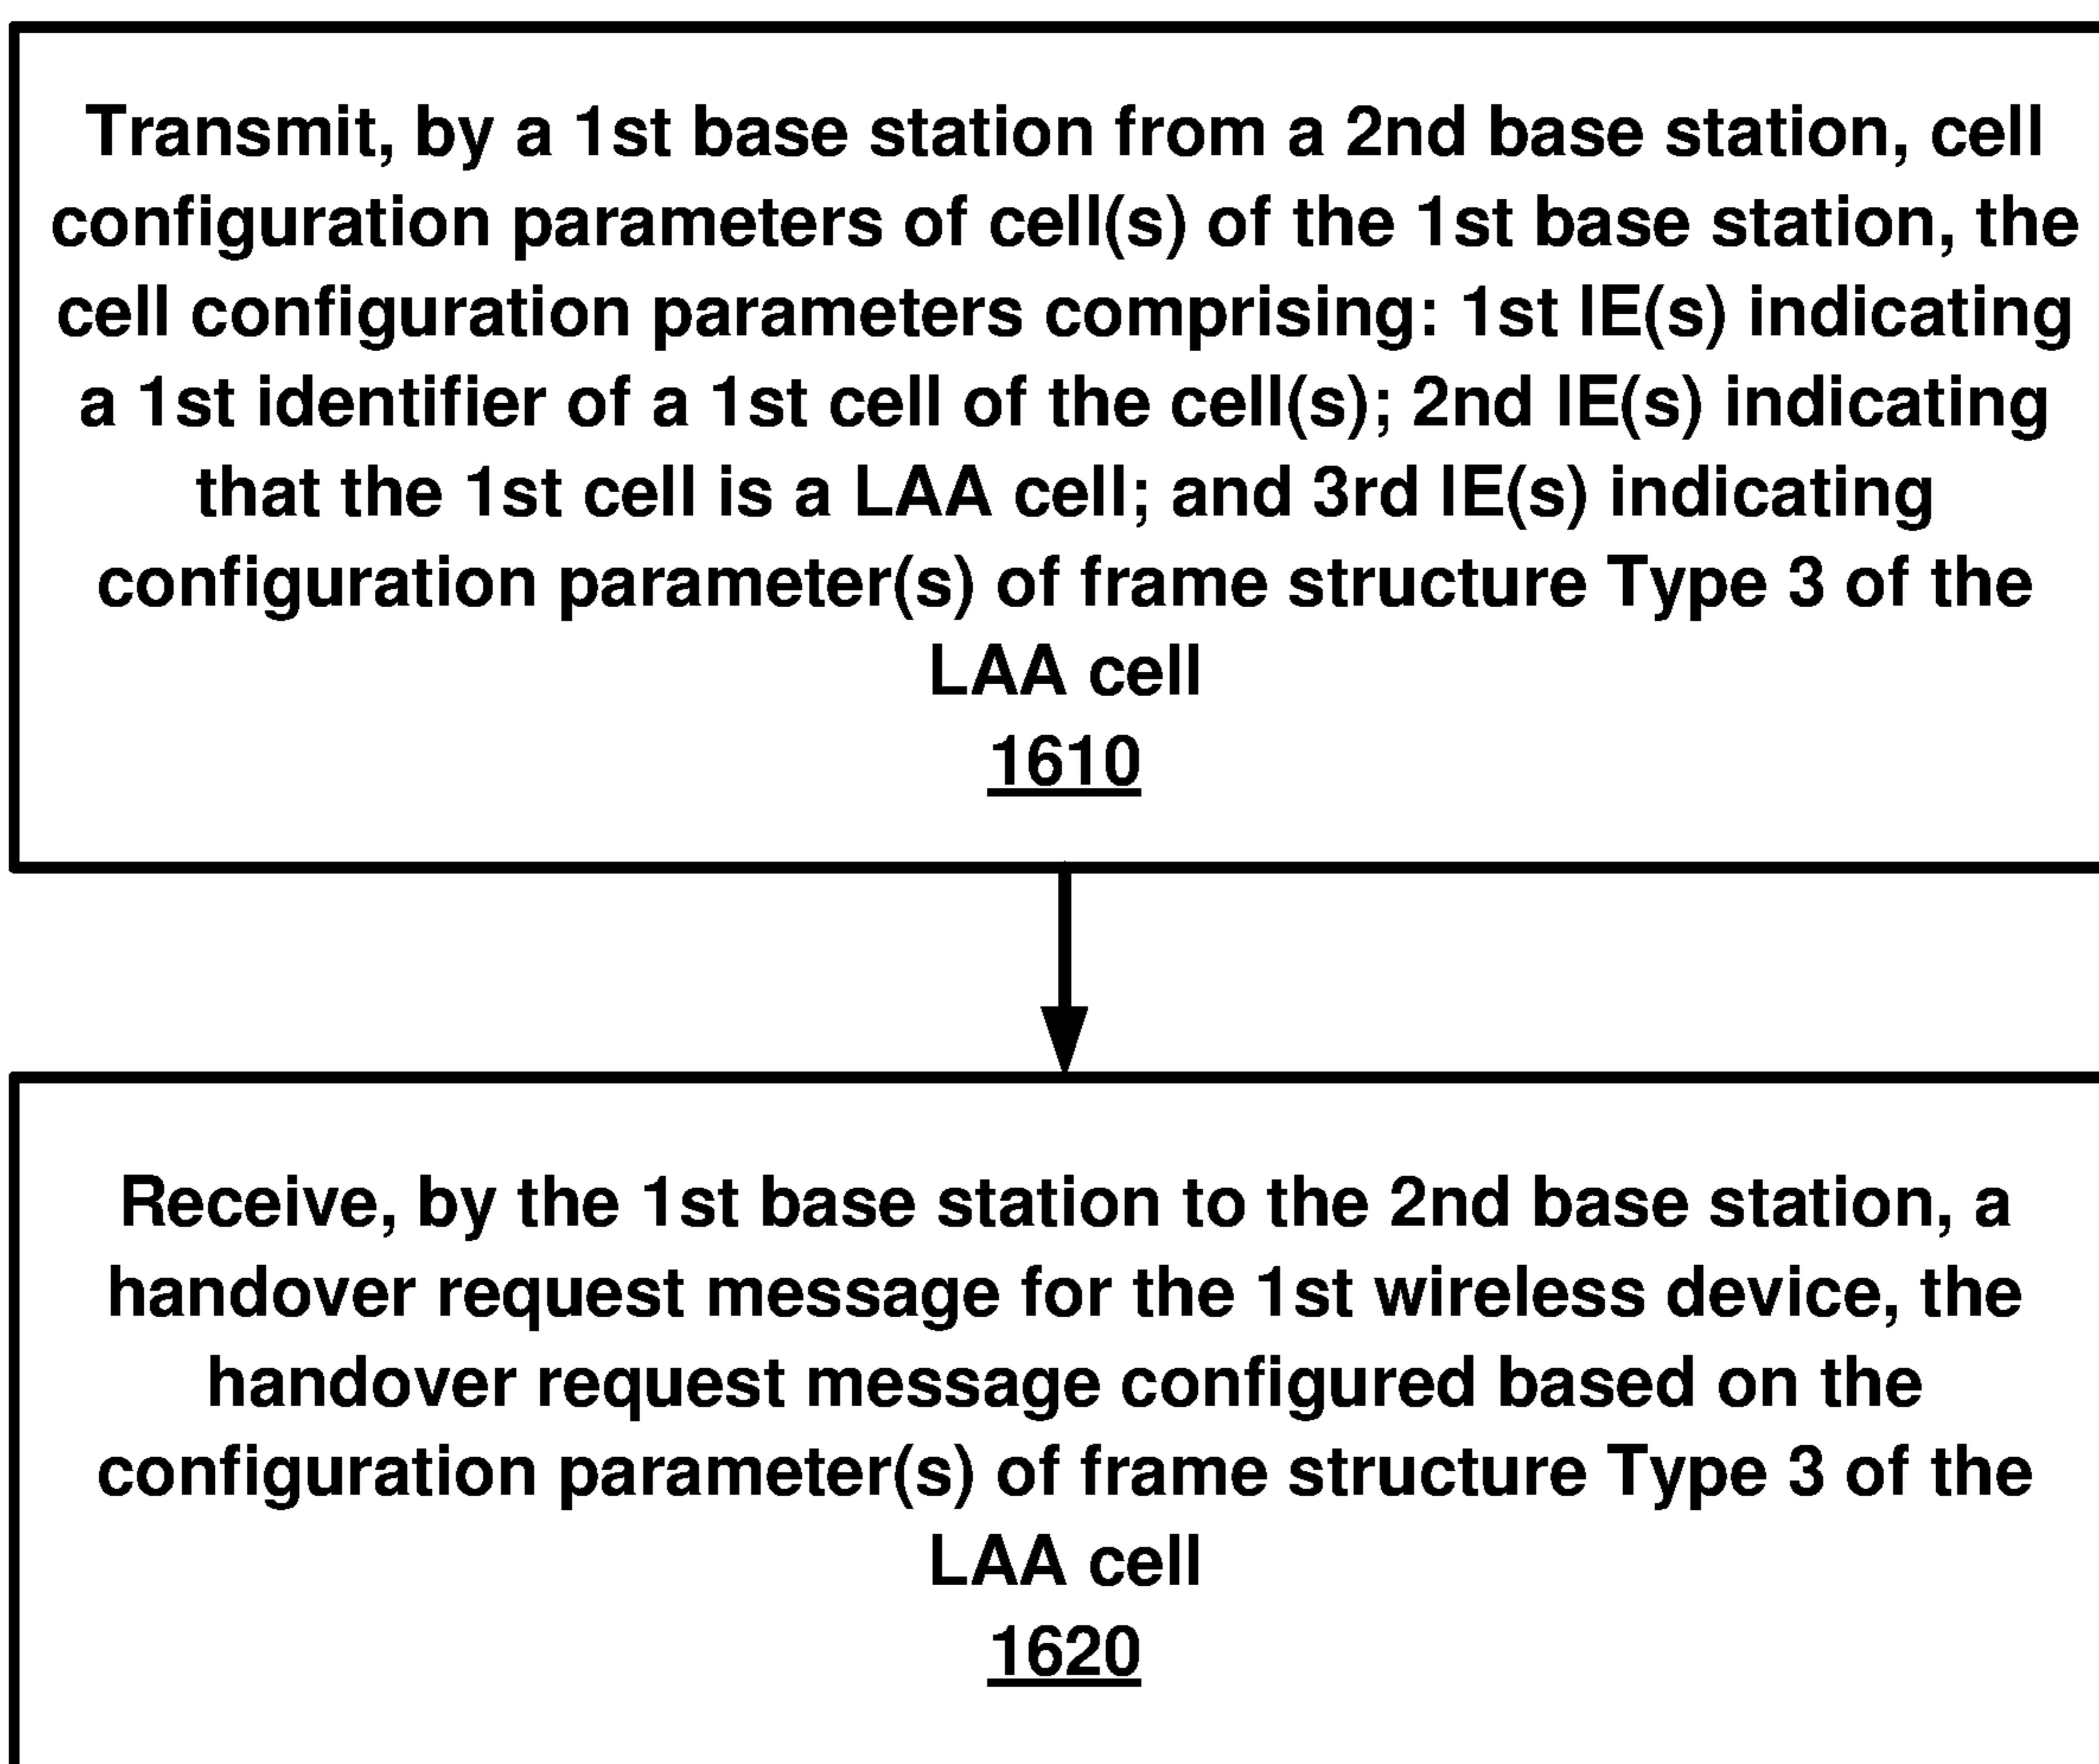 Transmit, by a 1st base station from a 2nd base station, cell
configuration parameters of cell(s) of the 1st base station, the
cell configuration parameters comprising: 1st IE(s) indicating
a 1st identifier of a 1st cell of the cell(s); 2nd IE(s) indicating
that the 1st cell is a LAA cell; and 3rd IE(s) indicating
configuration parameter(s) of frame structure Type 3 of the
LAA cell
1610
Receive, by the 1st base station to the 2nd base station, a
handover request message for the 1st wireless device, the
handover request message configured based on the
configuration parameter(s) of frame structure Type 3 of the
LAA cell
1620